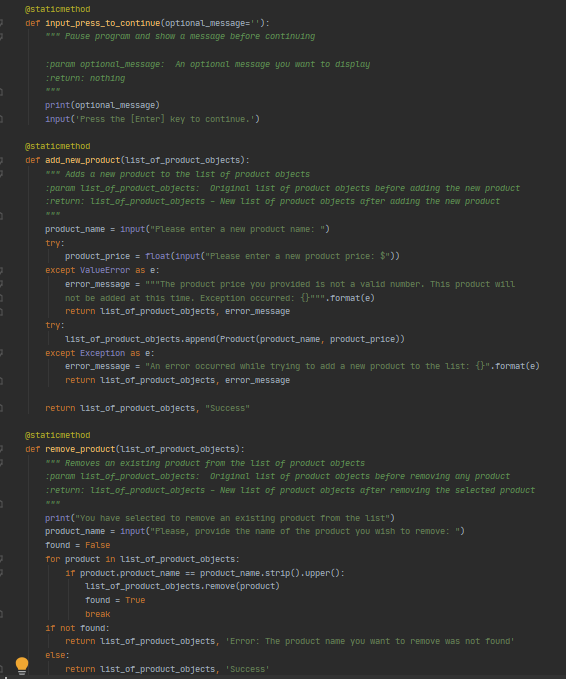 @staticmethod
def input_press_to_continue(optional_message=''):
    """ Pause program and show a message before continuing

    :param optional_message:  An optional message you want to display
    :return: nothing
    """
    print(optional_message)
    input('Press the [Enter] key to continue.')

@staticmethod
def add_new_product(list_of_product_objects):
    """ Adds a new product to the list of product objects
    :param list_of_product_objects:  Original list of product objects before adding the new product
    :return: list_of_product_objects – New list of product objects after adding the new product
    """
    product_name = input("Please enter a new product name: ")
    try:
        product_price = float(input("Please enter a new product price: $"))
    except ValueError as e:
        error_message = """The product price you provided is not a valid number. This product will
        not be added at this time. Exception occurred: {}""".format(e)
        return list_of_product_objects, error_message
    try:
        list_of_product_objects.append(Product(product_name, product_price))
    except Exception as e:
        error_message = "An error occurred while trying to add a new product to the list: {}".format(e)
        return list_of_product_objects, error_message

    return list_of_product_objects, "Success"

@staticmethod
def remove_product(list_of_product_objects):
    """ Removes an existing product from the list of product objects
    :param list_of_product_objects:  Original list of product objects before removing any product
    :return: list_of_product_objects – New list of product objects after removing the selected product
    """
    print("You have selected to remove an existing product from the list")
    product_name = input("Please, provide the name of the product you wish to remove: ")
    found = False
    for product in list_of_product_objects:
        if product.product_name == product_name.strip().upper():
            list_of_product_objects.remove(product)
            found = True
            break
    if not found:
        return list_of_product_objects, 'Error: The product name you want to remove was not found'
    else:
        return list_of_product_objects, 'Success'